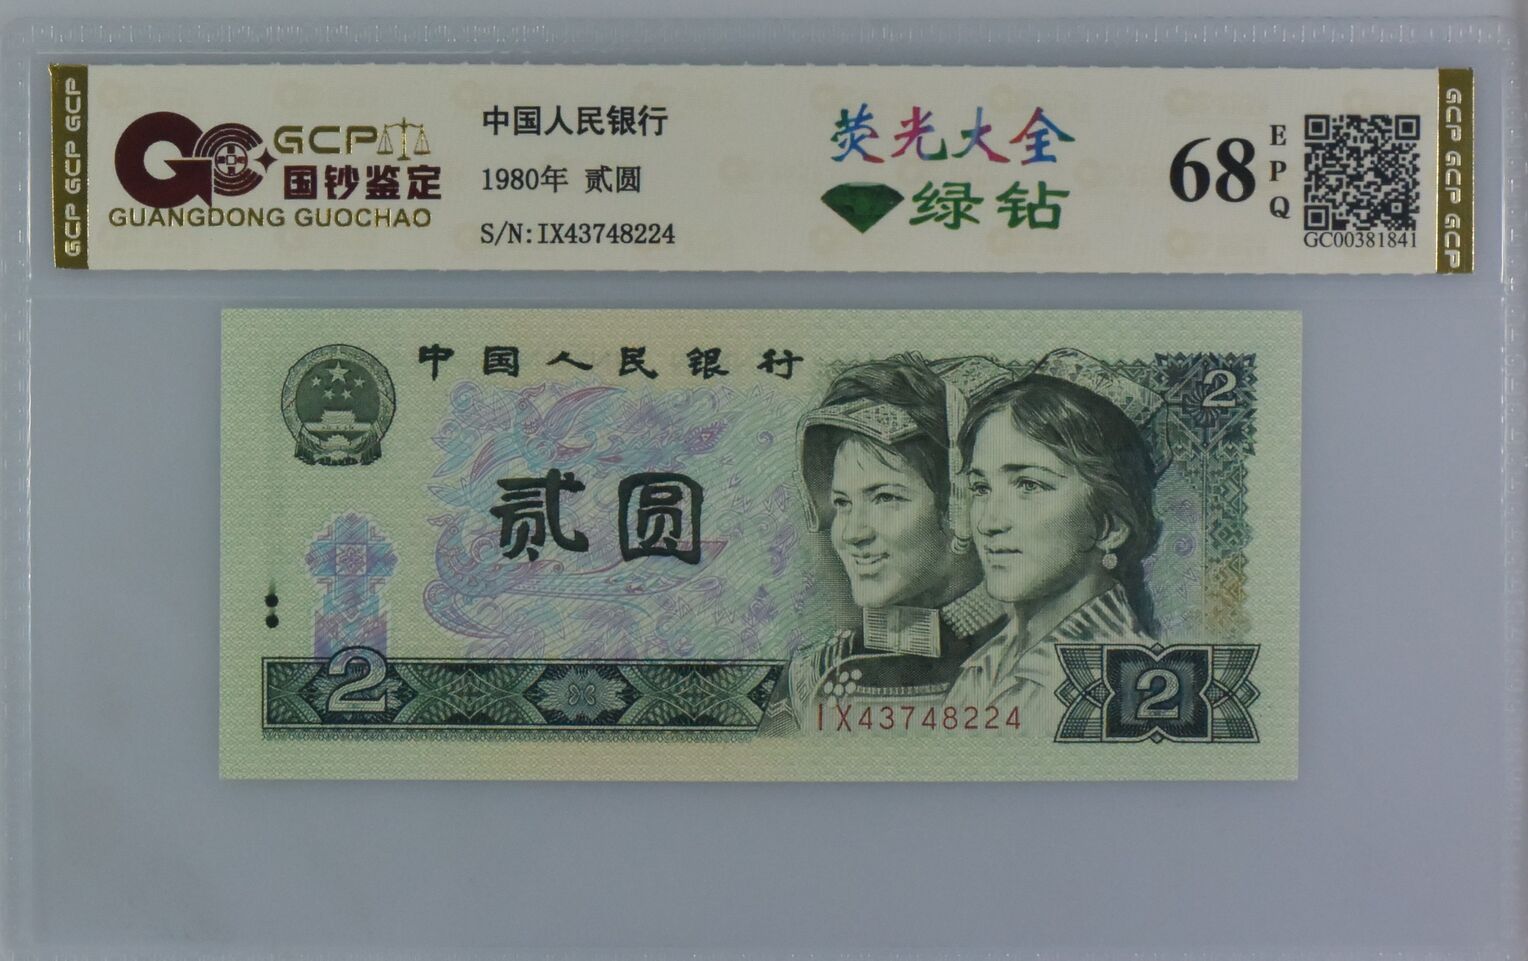 GCP GCP GCP
GCP
国钞鉴定
GUANGDONG GUOCHAO
中国人民银行
1980年 贰圆
S/N:IX43748224
荧光大全
绿钻
68
EPQ
GC00381841
GCP GCP GCP
中国人民银行
2
贰圆
2
IX43748224
2